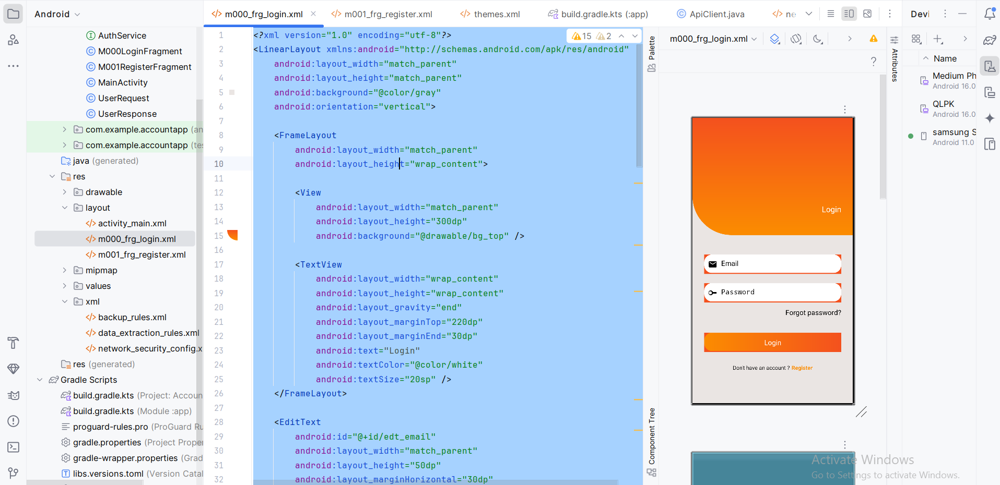 Android
m000_frg_login.xml
m001_frg_register.xml
themes.xml
build.gradle.kts (:app)
ApiClient.java
ne
Devi
AuthService
M000LoginFragment
M001RegisterFragment
MainActivity
UserRequest
UserResponse
com.example.accountapp (an
com.example.accountapp (tes
java (generated)
res
drawable
layout
activity_main.xml
m000_frg_login.xml
m001_frg_register.xml
mipmap
values
xml
backup_rules.xml
data_extraction_rules.xml
network_security_config.x
res (generated)
Gradle Scripts
build.gradle.kts (Project: Accoun
build.gradle.kts (Module :app)
proguard-rules.pro (ProGuard Ru
gradle.properties (Project Proper
gradle-wrapper.properties (Grad
libs.versions.toml (Version Catal
15 2
1 <?xml version="1.0" encoding="utf-8"?>
2 <LinearLayout xmlns:android="http://schemas.android.com/apk/res/android"
3 android:layout_width="match_parent"
4 android:layout_height="match_parent"
5 android:background="@color/gray"
6 android:orientation="vertical">
7
8 <FrameLayout
9 android:layout_width="match_parent"
10 android:layout_height="wrap_content">
11
12 <View
13 android:layout_width="match_parent"
14 android:layout_height="300dp"
15 android:background="@drawable/bg_top" />
16
17 <TextView
18 android:layout_width="wrap_content"
19 android:layout_height="wrap_content"
20 android:layout_gravity="end"
21 android:layout_marginTop="220dp"
22 android:layout_marginEnd="30dp"
23 android:text="Login"
24 android:textColor="@color/white"
25 android:textSize="20sp" />
26 </FrameLayout>
27
28 <EditText
29 android:id="@+id/edt_email"
30 android:layout_width="match_parent"
31 android:layout_height="50dp"
32 android:layout_marginHorizontal="30dp"
Palette
Component Tree
m000_frg_login.xml
?
Attributes
Login
Email
Password
Forgot password?
Login
Don't have an account ? Register
Name
Medium Ph
Android 16.0
QLPK
Android 16.0
samsung S
Android 11.0
Activate Windows
Go to Settings to activate Windows.